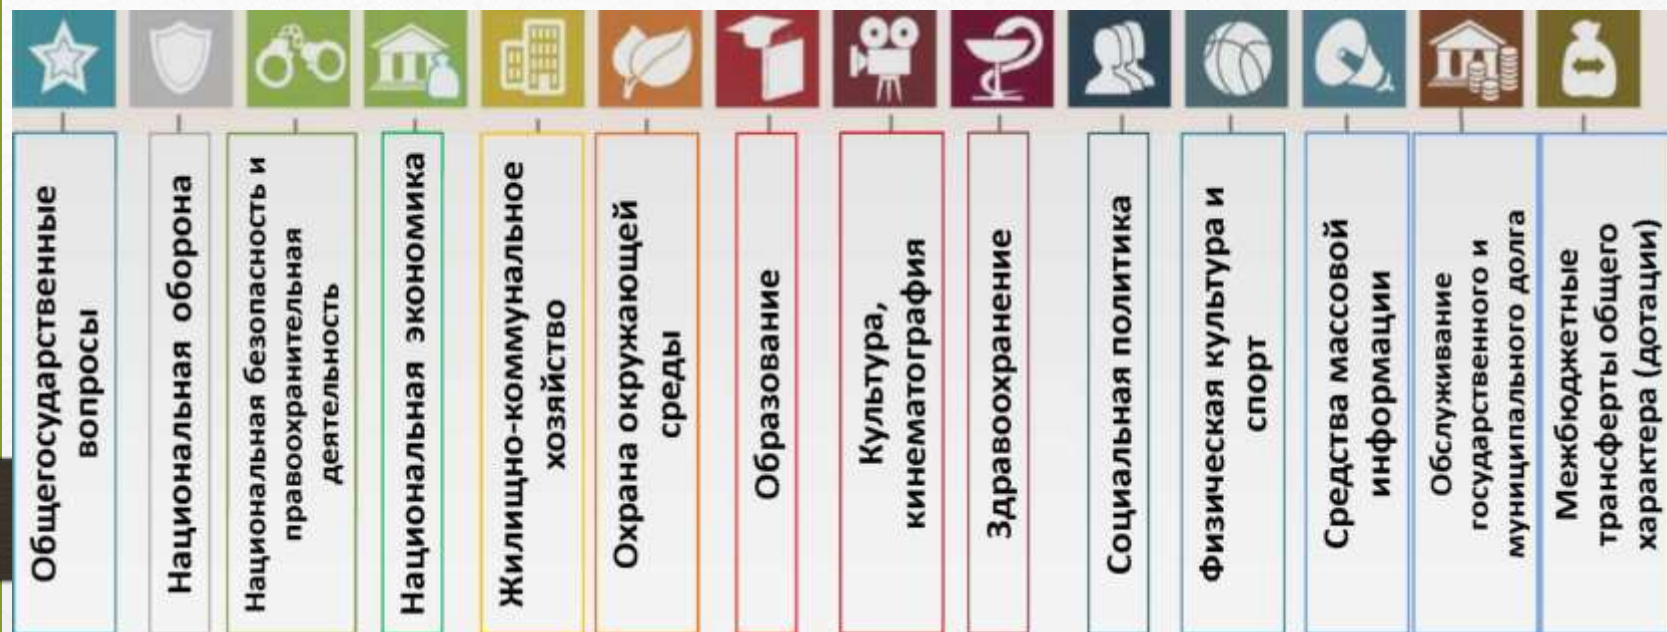 Общегосударственные
вопросы
Национальная оборона
Национальная безопасность и
правоохранительная
деятельность
Национальная экономика
Жилищно-коммунальное
хозяйство
Охрана окружающей
среды
Образование
Культура,
кинематография
Здравоохранение
Социальная политика
Физическая культура и
спорт
Средства массовой
информации
Обслуживание
государственного и
муниципального долга
Межбюджетные
трансферты общего
характера (дотации)